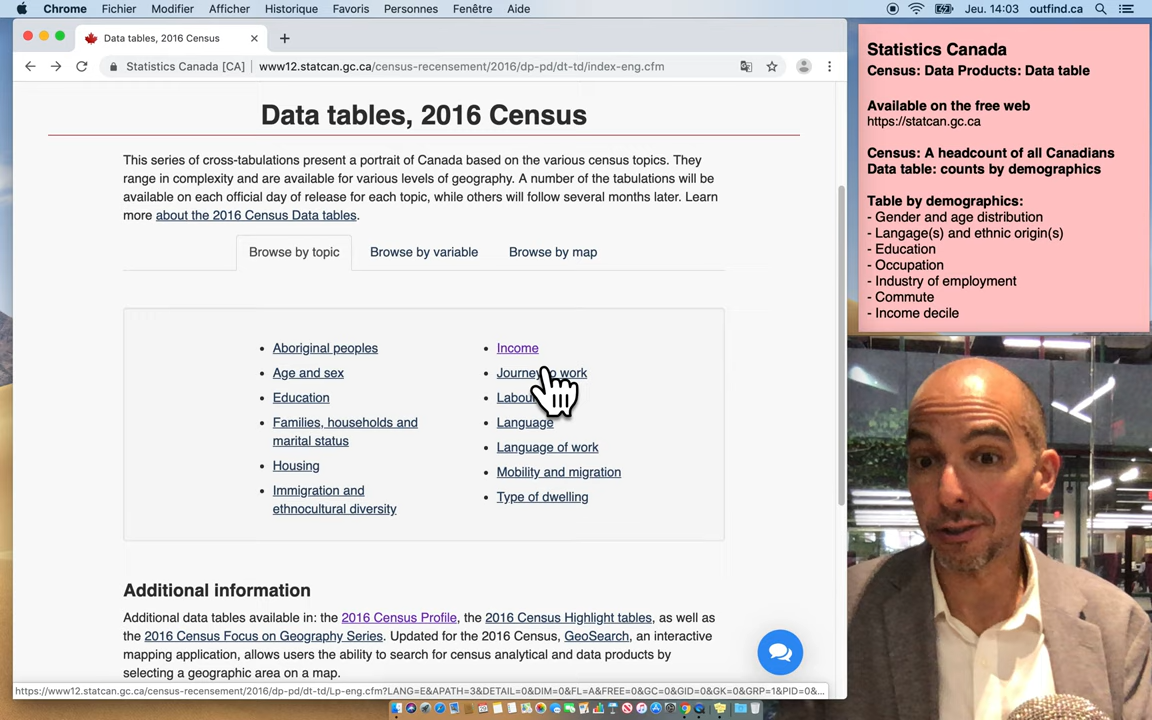 Chrome Fichier Modifier Afficher Historique Favoris Personnes Fenêtre Aide Jeu. 14:03 outfind.ca
Data tables, 2016 Census
Statistics Canada [CA] www12.statcan.gc.ca/census-recensement/2016/dp-pd/dt-td/index-eng.cfm
Data tables, 2016 Census
This series of cross-tabulations present a portrait of Canada based on the various census topics. They
range in complexity and are available for various levels of geography. A number of the tabulations will be
available on each official day of release for each topic, while others will follow several months later. Learn
more about the 2016 Census Data tables.
Browse by topic Browse by variable Browse by map
Aboriginal peoples
Age and sex
Education
Families, households and
marital status
Housing
Immigration and
ethnocultural diversity
Income
Journey to work
Labour
Language
Language of work
Mobility and migration
Type of dwelling
Additional information
Additional data tables available in: the 2016 Census Profile, the 2016 Census Highlight tables, as well as
the 2016 Census Focus on Geography Series. Updated for the 2016 Census, GeoSearch, an interactive
mapping application, allows users the ability to search for census analytical and data products by
selecting a geographic area on a map.
https://www12.statcan.gc.ca/census-recensement/2016/dp-pd/dt-td/Lp-eng.cfm?LANG=E&APATH=3&DETAIL=0&DIM=0&FL=A&FREE=0&GC=0&GID=0&GK=0&GRP=1&PID=0&...
Statistics Canada
Census: Data Products: Data table
Available on the free web
https://statcan.gc.ca
Census: A headcount of all Canadians
Data table: counts by demographics
Table by demographics:
- Gender and age distribution
- Langage(s) and ethnic origin(s)
- Education
- Occupation
- Industry of employment
- Commute
- Income decile